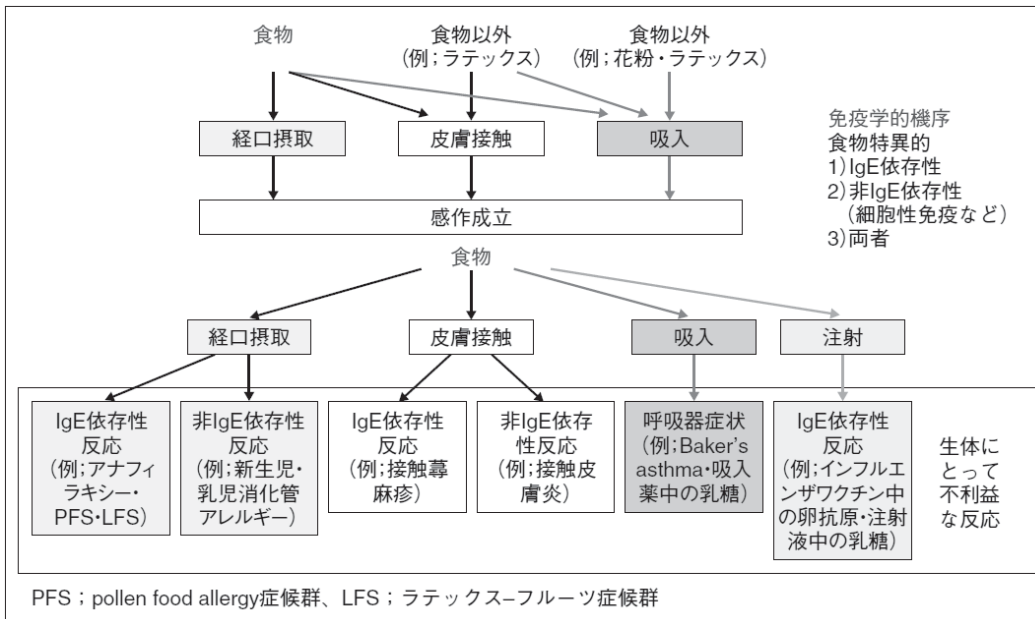 食物
食物以外
(例；ラテックス)
食物以外
(例；花粉・ラテックス)
経口摂取
皮膚接触
吸入
免疫学的機序
食物特異的
1)IgE依存性
2)非IgE依存性
(細胞性免疫など)
3)両者
感作成立
食物
経口摂取
皮膚接触
吸入
注射
IgE依存性
反応
(例；アナフィ
ラキシー・
PFS・LFS)
非IgE依存性
反応
(例；新生児・
乳児消化管
アレルギー)
IgE依存性
反応
(例；接触蕁
麻疹)
非IgE依存
性反応
(例；接触皮
膚炎)
呼吸器症状
(例；Baker's
asthma・吸入
薬中の乳糖)
IgE依存性
反応
(例；インフルエ
ンザワクチン中
の卵抗原・注射
液中の乳糖)
生体に
とって
不利益
な反応
PFS；pollen food allergy症候群、LFS；ラテックス–フルーツ症候群